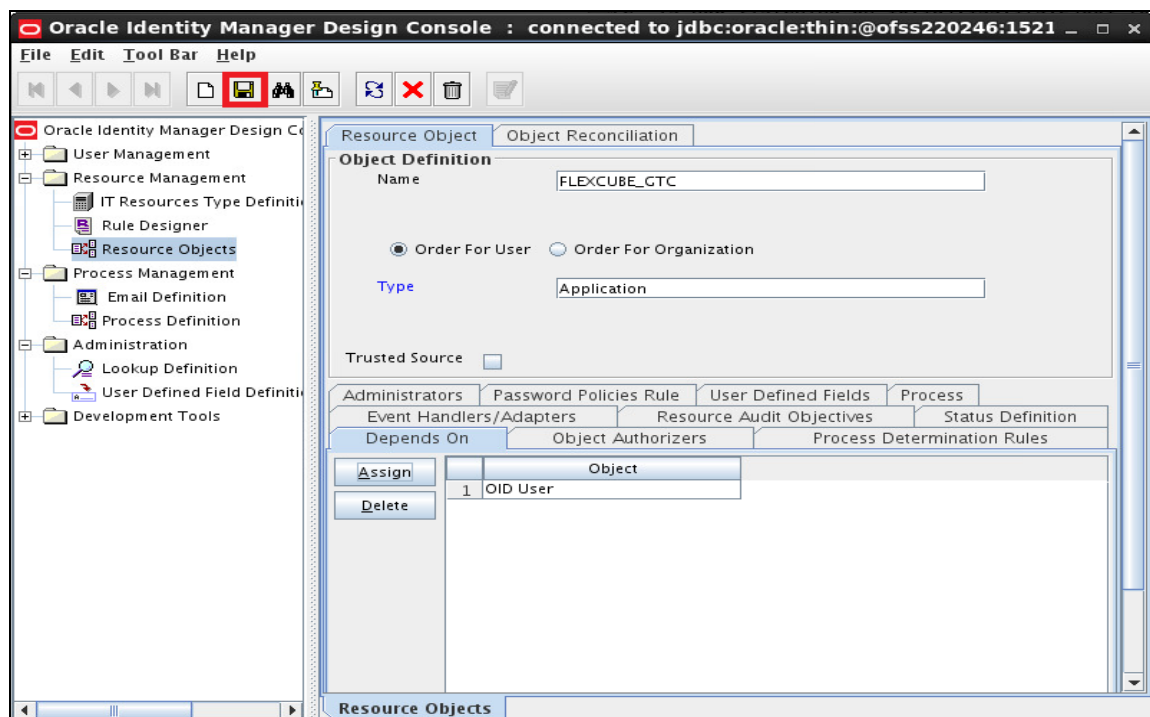 Oracle Identity Manager Design Console : connected to jdbc:oracle:thin:@ofss220246:1521
File Edit Tool Bar Help
Oracle Identity Manager Design Co
User Management
Resource Management
IT Resources Type Definiti
Rule Designer
Resource Objects
Process Management
Email Definition
Process Definition
Administration
Lookup Definition
User Defined Field Definiti
Development Tools
Resource Object Object Reconciliation
Object Definition
Name FLEXCUBE_GTC
Order For User Order For Organization
Type Application
Trusted Source
Administrators Password Policies Rule User Defined Fields Process
Event Handlers/Adapters Resource Audit Objectives Status Definition
Depends On Object Authorizers Process Determination Rules
Assign Object
1 OID User
Delete
Resource Objects